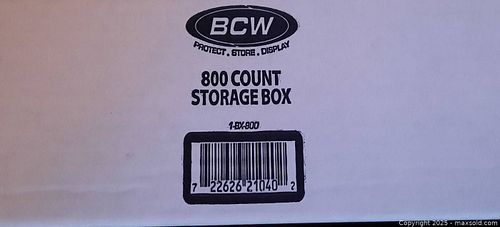 BCW
PROTECT . STORE . DISPLAY
800 COUNT
STORAGE BOX
1-BX-800
7 22626 21040 2
Copyright 2025 - maxsold.com